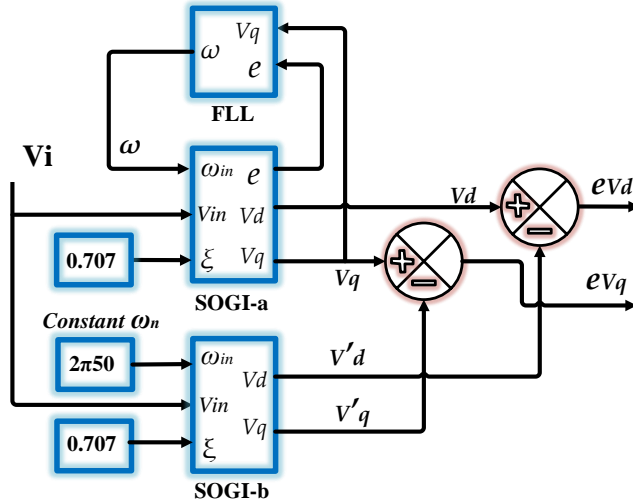 Vq
ω
e
FLL
ω
Vi
ωin
e
Vin
Vd
ξ
Vq
0.707
SOGI-a
Vd
+
−
eVd
Vq
+
−
eVq
Constant ωn
2π50
ωin
Vd
Vin
Vq
ξ
0.707
SOGI-b
V'd
V'q